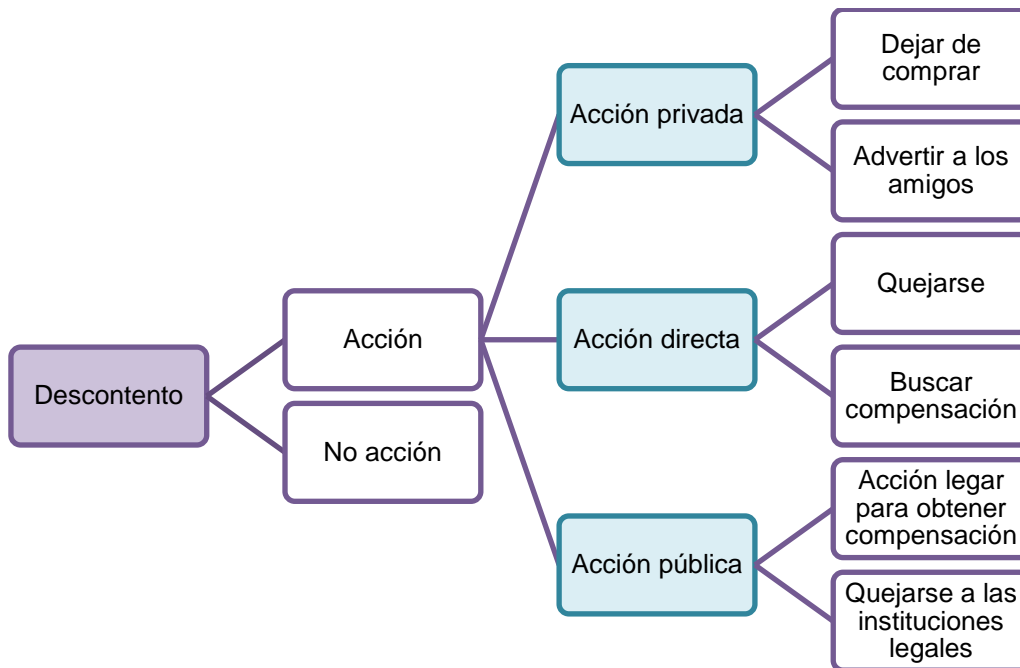 Descontento
Acción
No acción
Acción privada
Acción directa
Acción pública
Dejar de
comprar
Advertir a los
amigos
Quejarse
Buscar
compensación
Acción legar
para obtener
compensación
Quejarse a las
instituciones
legales